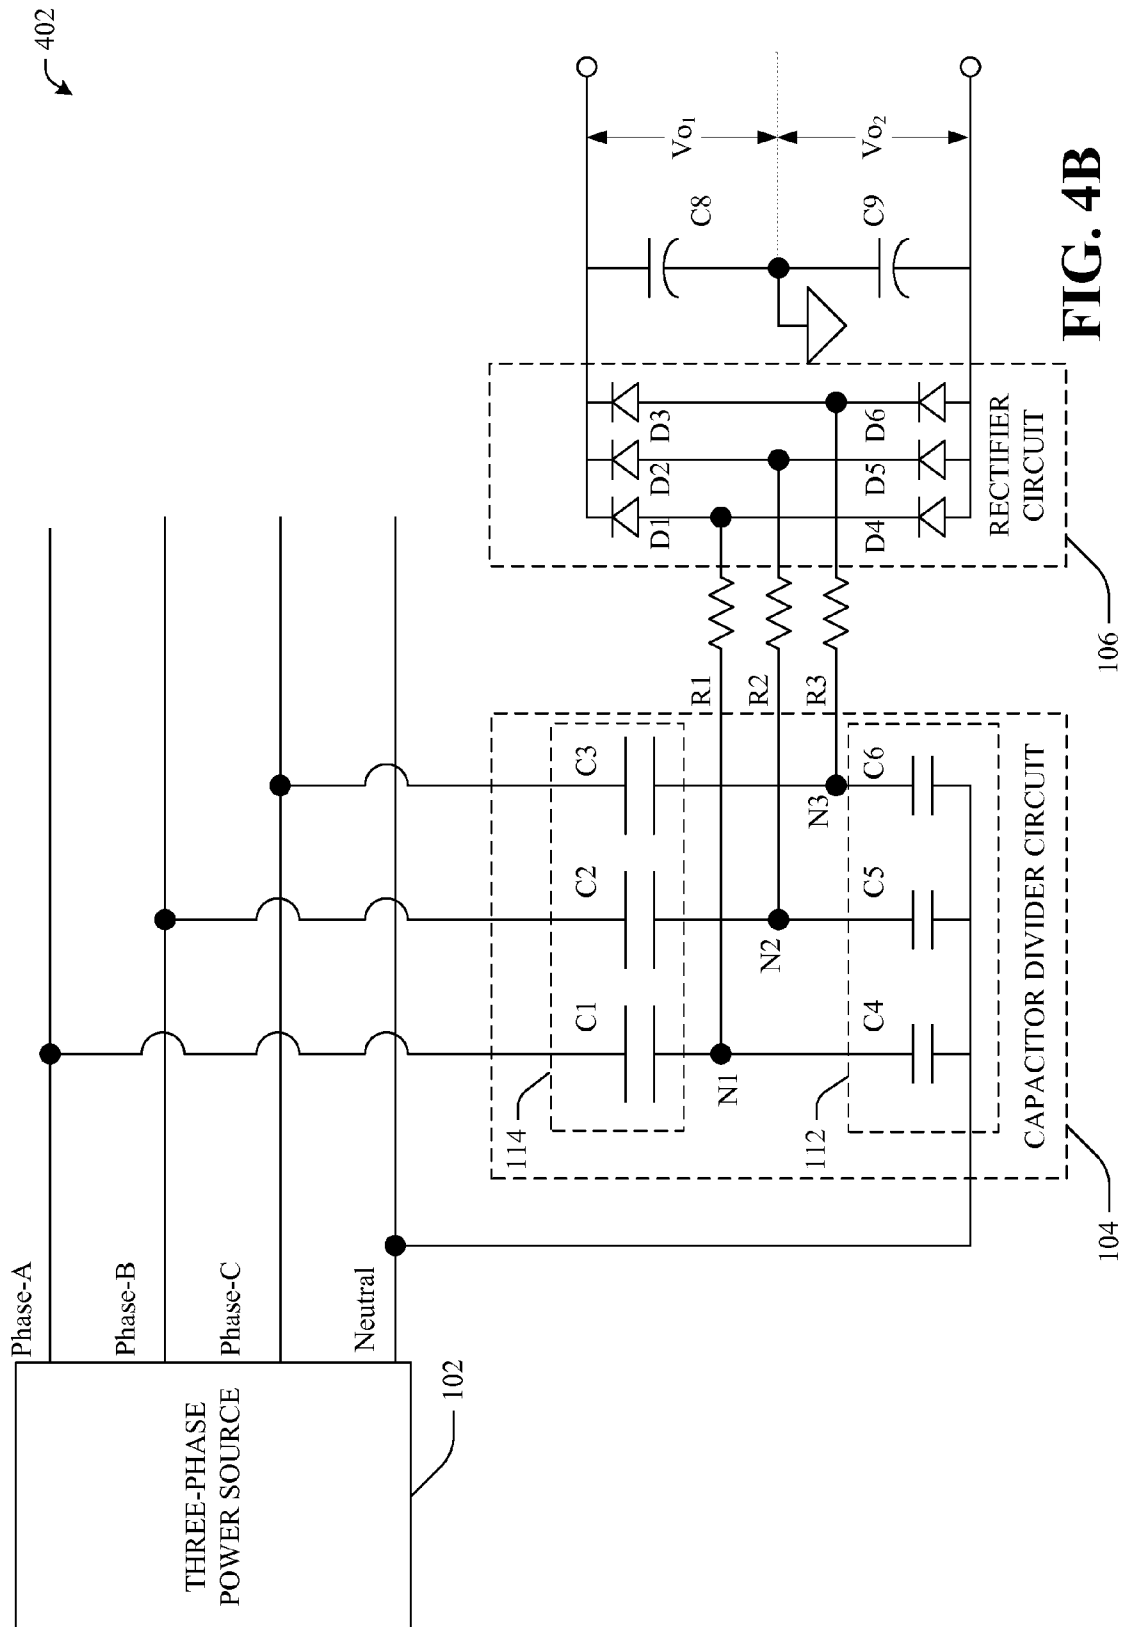 402
THREE-PHASE
POWER SOURCE
102
Phase-A
Phase-B
Phase-C
Neutral
114
C1
C2
C3
N1
N2
N3
112
C4
C5
C6
CAPACITOR DIVIDER CIRCUIT
104
R1
R2
R3
D1
D2
D3
D4
D5
D6
RECTIFIER
CIRCUIT
106
C8
C9
Vo1
Vo2
FIG. 4B